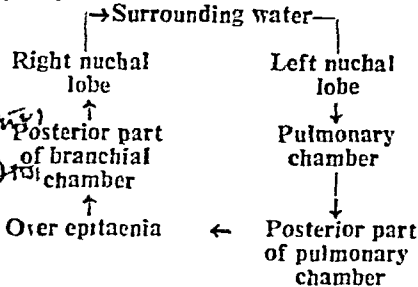 →Surrounding water
Right nuchal
lobe
Left nuchal
lobe
↑
↓
Posterior part
of branchial
chamber
Pulmonary
chamber
↑
↓
Over epitaenia
←
Posterior part
of pulmonary
chamber